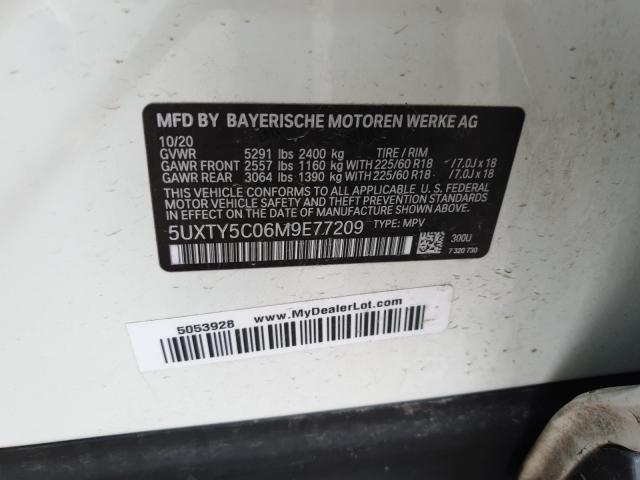 MFD BY BAYERISCHE MOTOREN WERKE AG
10/20
GVWR 5291 lbs 2400 kg TIRE / RIM
GAWR FRONT 2557 lbs 1160 kg WITH 225/60 R18 /7.0J x 18
GAWR REAR 3064 lbs 1390 kg WITH 225/60 R18 /7.0J x 18
THIS VEHICLE CONFORMS TO ALL APPLICABLE U. S. FEDERAL
MOTOR VEHICLE SAFETY, BUMPER, AND THEFT PREVENTION
STANDARDS IN EFFECT ON THE DATE OF MANUFACTURE SHOWN ABOVE.
5UXTY5C06M9E77209 TYPE: MPV
300U
7 320 730
5053928 www.MyDealerLot.com